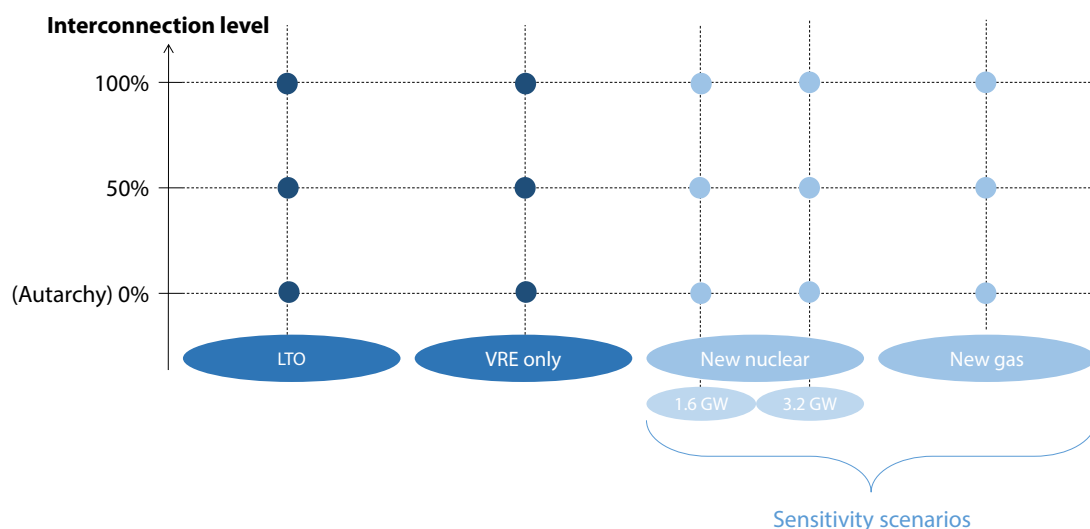 Interconnection level
100%
50%
(Autarchy) 0%
LTO
VRE only
New nuclear
New gas
1.6 GW
3.2 GW
Sensitivity scenarios